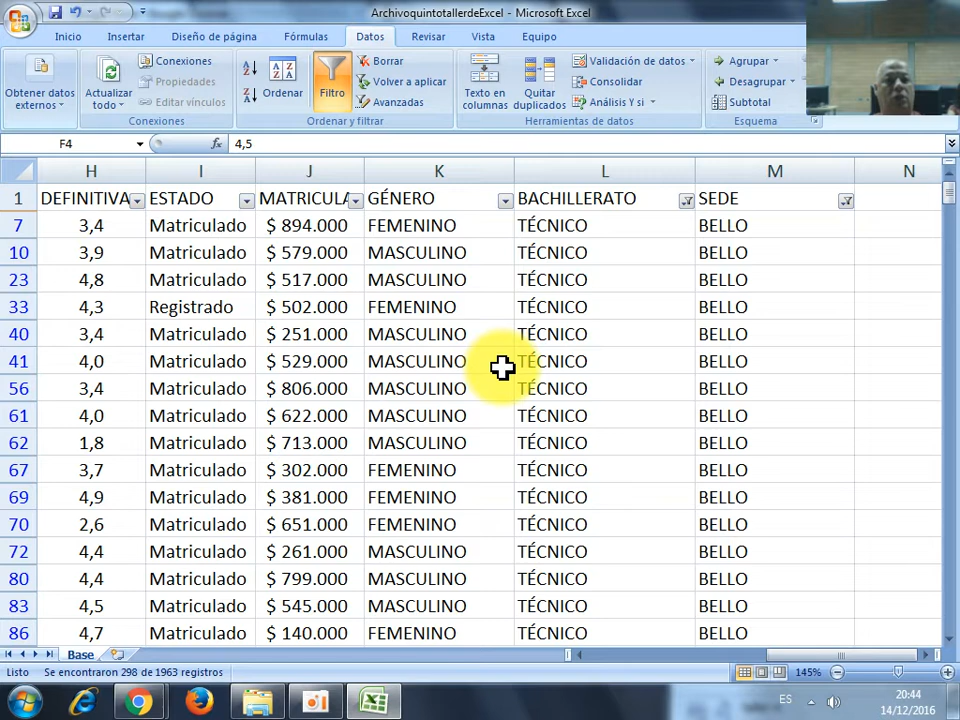 ArchivoquintotallerdeExcel - Microsoft Excel
Inicio Insertar Diseño de página Fórmulas Datos Revisar Vista Equipo
Obtener datos externos
Actualizar todo
Conexiones
Propiedades
Editar vínculos
Conexiones
Ordenar
Filtro
Borrar
Volver a aplicar
Avanzadas
Ordenar y filtrar
Texto en columnas
Quitar duplicados
Validación de datos
Consolidar
Análisis Y si
Herramientas de datos
Agrupar
Desagrupar
Subtotal
Esquema
F4 fx 4,5
H I J K L M N
1 DEFINITIVA ESTADO MATRICULA GÉNERO BACHILLERATO SEDE
7 3,4 Matriculado $ 894.000 FEMENINO TÉCNICO BELLO
10 3,9 Matriculado $ 579.000 MASCULINO TÉCNICO BELLO
23 4,8 Matriculado $ 517.000 MASCULINO TÉCNICO BELLO
33 4,3 Registrado $ 502.000 FEMENINO TÉCNICO BELLO
40 3,4 Matriculado $ 251.000 MASCULINO TÉCNICO BELLO
41 4,0 Matriculado $ 529.000 MASCULINO TÉCNICO BELLO
56 3,4 Matriculado $ 806.000 MASCULINO TÉCNICO BELLO
61 4,0 Matriculado $ 622.000 MASCULINO TÉCNICO BELLO
62 1,8 Matriculado $ 713.000 MASCULINO TÉCNICO BELLO
67 3,7 Matriculado $ 302.000 FEMENINO TÉCNICO BELLO
69 4,9 Matriculado $ 381.000 FEMENINO TÉCNICO BELLO
70 2,6 Matriculado $ 651.000 FEMENINO TÉCNICO BELLO
72 4,4 Matriculado $ 261.000 MASCULINO TÉCNICO BELLO
80 4,4 Matriculado $ 799.000 MASCULINO TÉCNICO BELLO
83 4,5 Matriculado $ 545.000 MASCULINO TÉCNICO BELLO
86 4,7 Matriculado $ 140.000 FEMENINO TÉCNICO BELLO
Base
Listo Se encontraron 298 de 1963 registros 145%
ES 20:44
14/12/2016